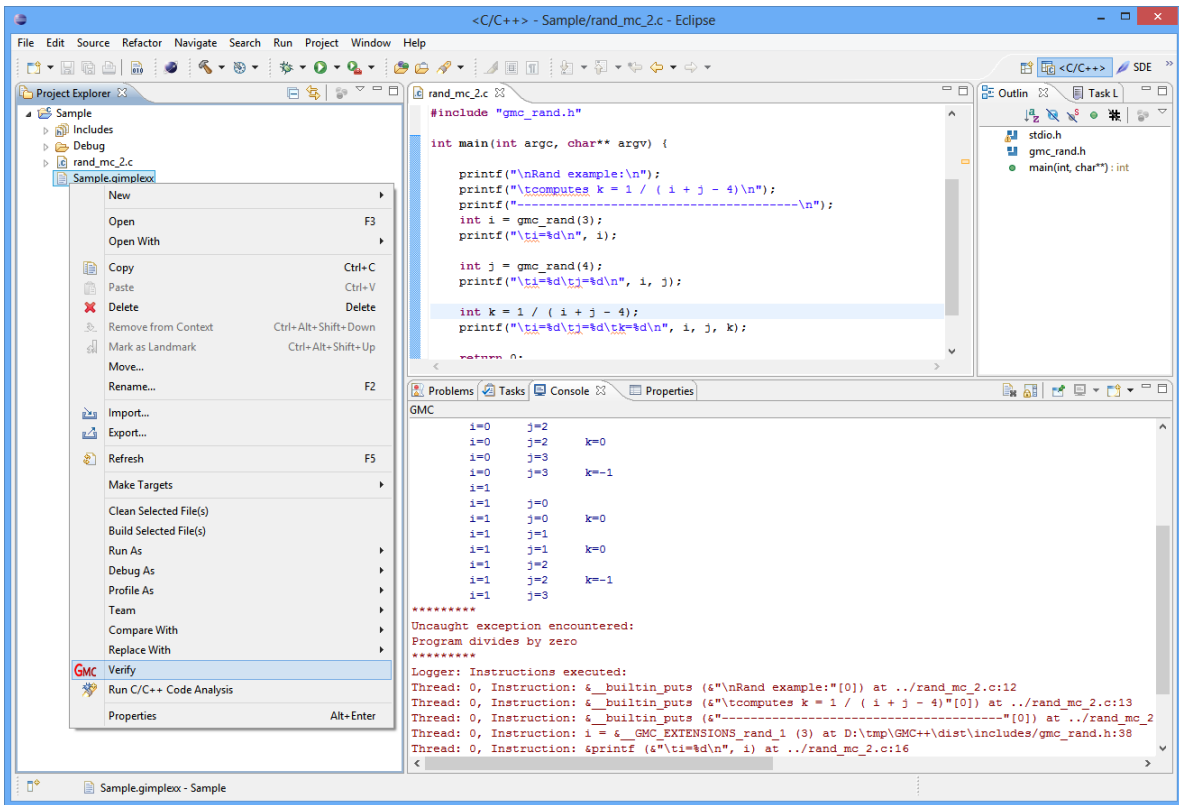 <C/C++> - Sample/rand_mc_2.c - Eclipse
File Edit Source Refactor Navigate Search Run Project Window Help
<C/C++> SDE »
Project Explorer
Sample
Includes
Debug
rand_mc_2.c
Sample.gimplexx
New
Open F3
Open With
Copy Ctrl+C
Paste Ctrl+V
Delete Delete
Remove from Context Ctrl+Alt+Shift+Down
Mark as Landmark Ctrl+Alt+Shift+Up
Move...
Rename... F2
Import...
Export...
Refresh F5
Make Targets
Clean Selected File(s)
Build Selected File(s)
Run As
Debug As
Profile As
Team
Compare With
Replace With
GMC Verify
Run C/C++ Code Analysis
Properties Alt+Enter
rand_mc_2.c
#include "gmc_rand.h"
int main(int argc, char** argv) {
printf("\nRand example:\n");
printf("\tcomputes k = 1 / ( i + j - 4)\n");
printf("---------------------------------------\n");
int i = gmc_rand(3);
printf("\ti=%d\n", i);
int j = gmc_rand(4);
printf("\ti=%d\tj=%d\n", i, j);
int k = 1 / ( i + j - 4);
printf("\ti=%d\tj=%d\tk=%d\n", i, j, k);
return 0;
Outlin Task L
stdio.h
gmc_rand.h
main(int, char**) : int
Problems Tasks Console Properties
GMC
i=0 j=2
i=0 j=2 k=0
i=0 j=3
i=0 j=3 k=-1
i=1
i=1 j=0
i=1 j=0 k=0
i=1 j=1
i=1 j=1 k=0
i=1 j=2
i=1 j=2 k=-1
i=1 j=3
*********
Uncaught exception encountered:
Program divides by zero
*********
Logger: Instructions executed:
Thread: 0, Instruction: &__builtin_puts (&"\nRand example:"[0]) at ../rand_mc_2.c:12
Thread: 0, Instruction: &__builtin_puts (&"\tcomputes k = 1 / ( i + j - 4)"[0]) at ../rand_mc_2.c:13
Thread: 0, Instruction: &__builtin_puts (&"---------------------------------------"[0]) at ../rand_mc_2
Thread: 0, Instruction: i = &__GMC_EXTENSIONS_rand_1 (3) at D:\tmp\GMC++\dist\includes/gmc_rand.h:38
Thread: 0, Instruction: &printf (&"\ti=%d\n", i) at ../rand_mc_2.c:16
Sample.gimplexx - Sample